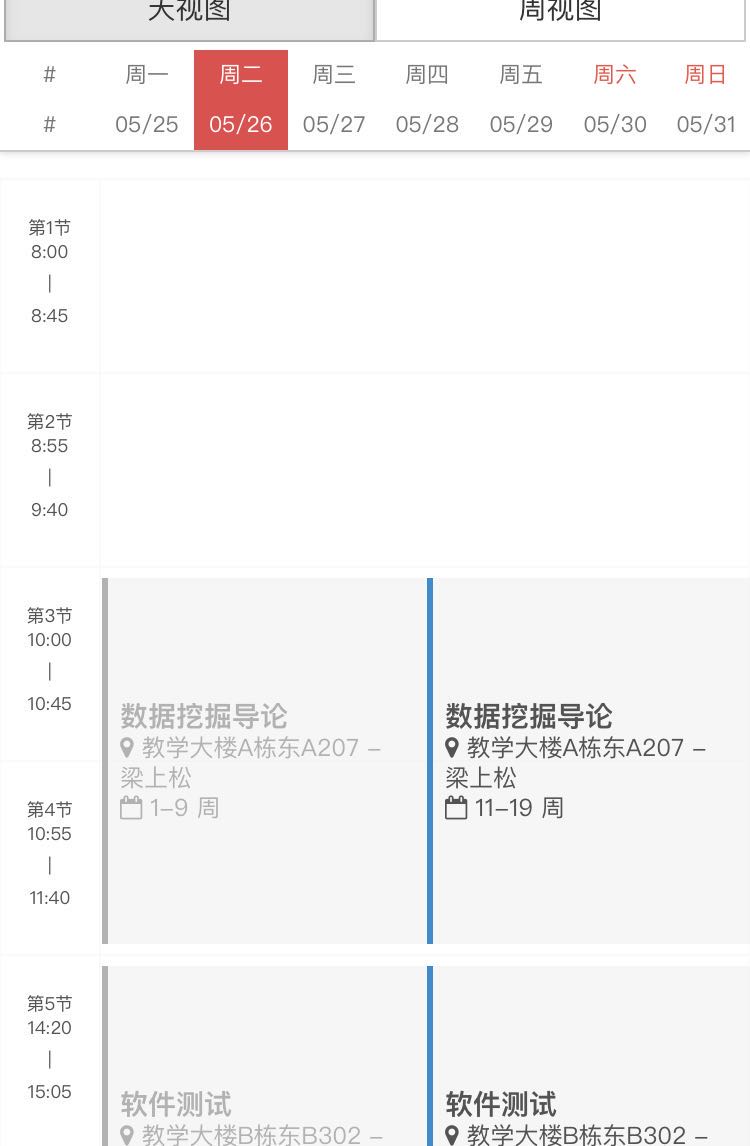 天视图 周视图
# 周一 周二 周三 周四 周五 周六 周日
# 05/25 05/26 05/27 05/28 05/29 05/30 05/31
第1节
8:00
|
8:45
第2节
8:55
|
9:40
第3节
10:00
|
10:45
数据挖掘导论
教学大楼A栋东A207 -
梁上松
1-9 周
数据挖掘导论
教学大楼A栋东A207 -
梁上松
11-19 周
第4节
10:55
|
11:40
第5节
14:20
|
15:05
软件测试
教学大楼B栋东B302 -
软件测试
教学大楼B栋东B302 -